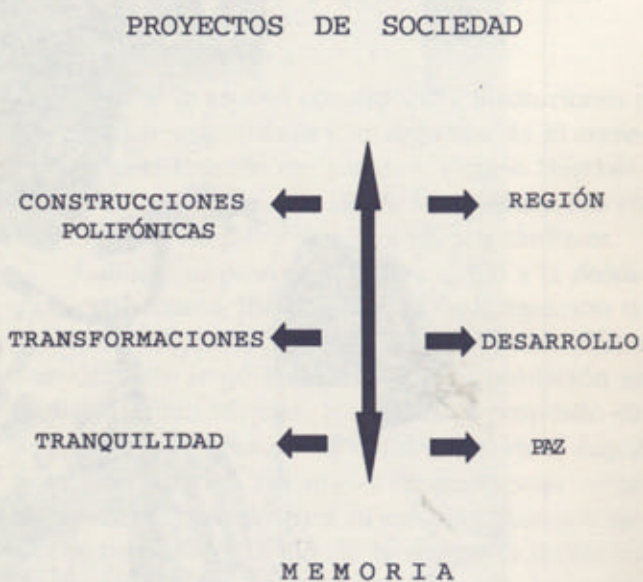 PROYECTOS DE SOCIEDAD
CONSTRUCCIONES
POLIFÓNICAS
REGIÓN
TRANSFORMACIONES
DESARROLLO
TRANQUILIDAD
PAZ
MEMORIA